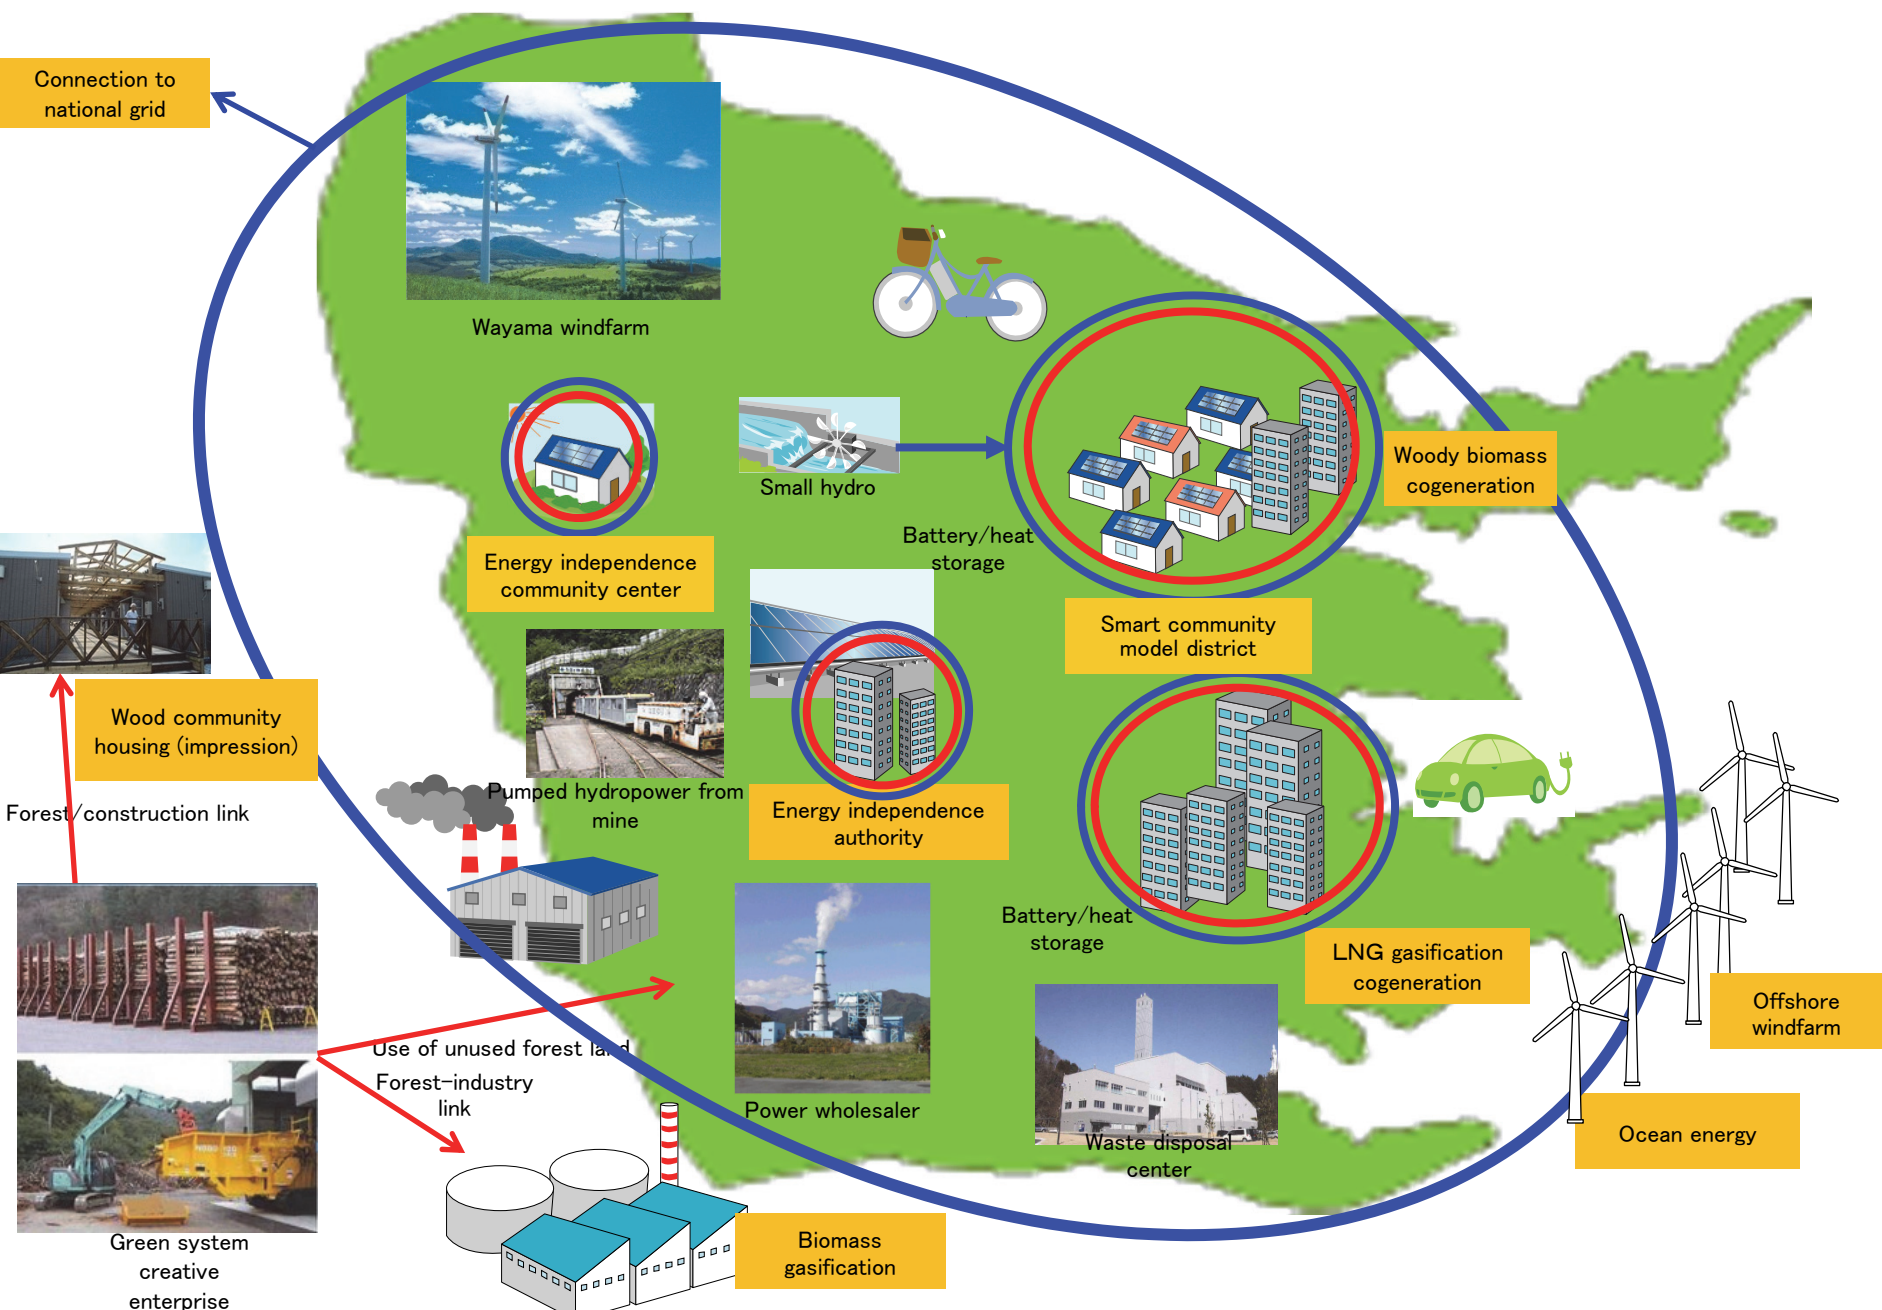 Connection to
national grid
Wayama windfarm
Small hydro
Woody biomass
cogeneration
Battery/heat
storage
Energy independence
community center
Smart community
model district
Wood community
housing (impression)
Pumped hydropower from
mine
Energy independence
authority
Forest/construction link
Battery/heat
storage
LNG gasification
cogeneration
Offshore
windfarm
Use of unused forest land
Forest-industry
link
Power wholesaler
Waste disposal
center
Ocean energy
Green system
creative
enterprise
Biomass
gasification